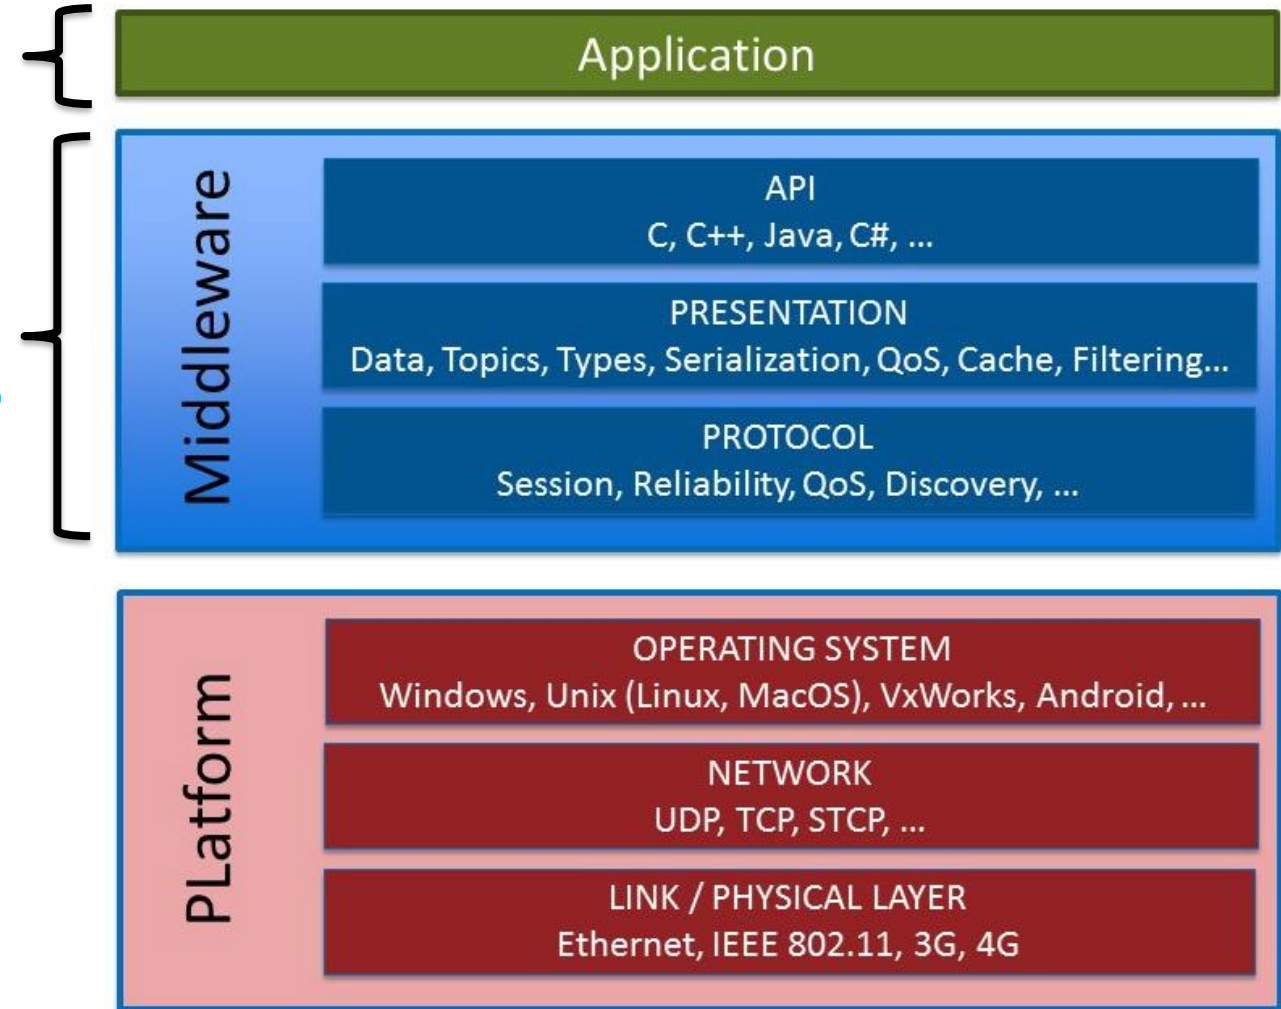 Application
Middleware
API
C, C++, Java, C#, ...
PRESENTATION
Data, Topics, Types, Serialization, QoS, Cache, Filtering...
PROTOCOL
Session, Reliability, QoS, Discovery, ...
PLatform
OPERATING SYSTEM
Windows, Unix (Linux, MacOS), VxWorks, Android, ...
NETWORK
UDP, TCP, STCP, ...
LINK / PHYSICAL LAYER
Ethernet, IEEE 802.11, 3G, 4G